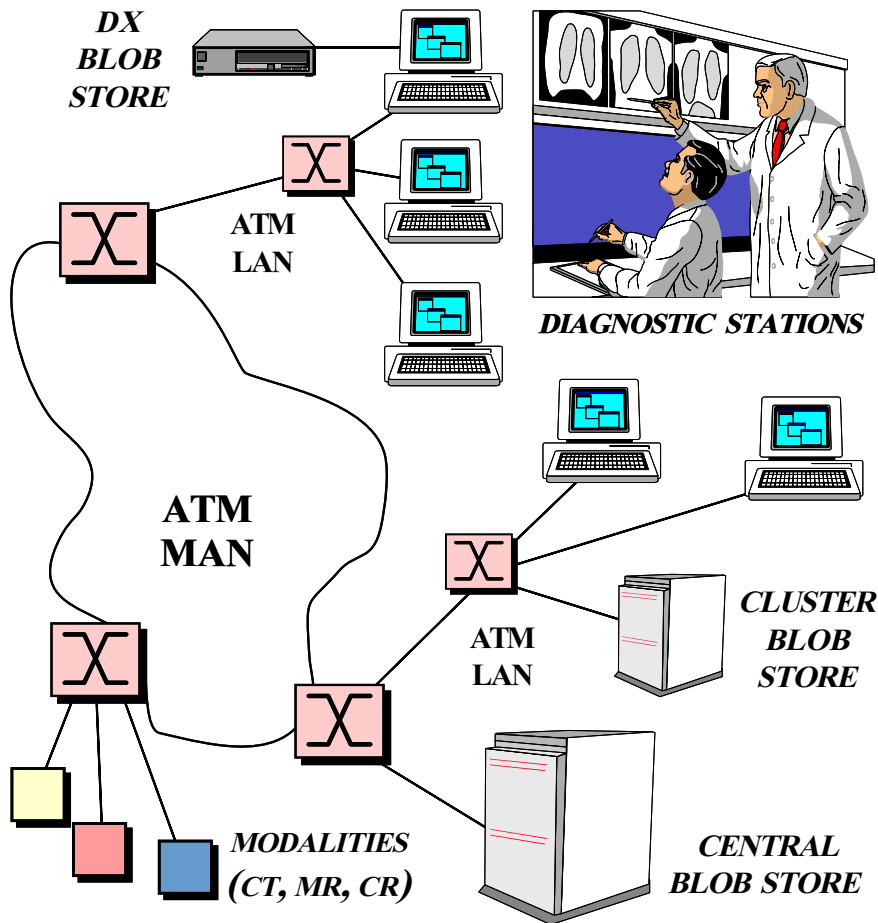 DX
BLOB
STORE
ATM
LAN
DIAGNOSTIC STATIONS
ATM
MAN
ATM
LAN
CLUSTER
BLOB
STORE
MODALITIES
(CT, MR, CR)
CENTRAL
BLOB STORE